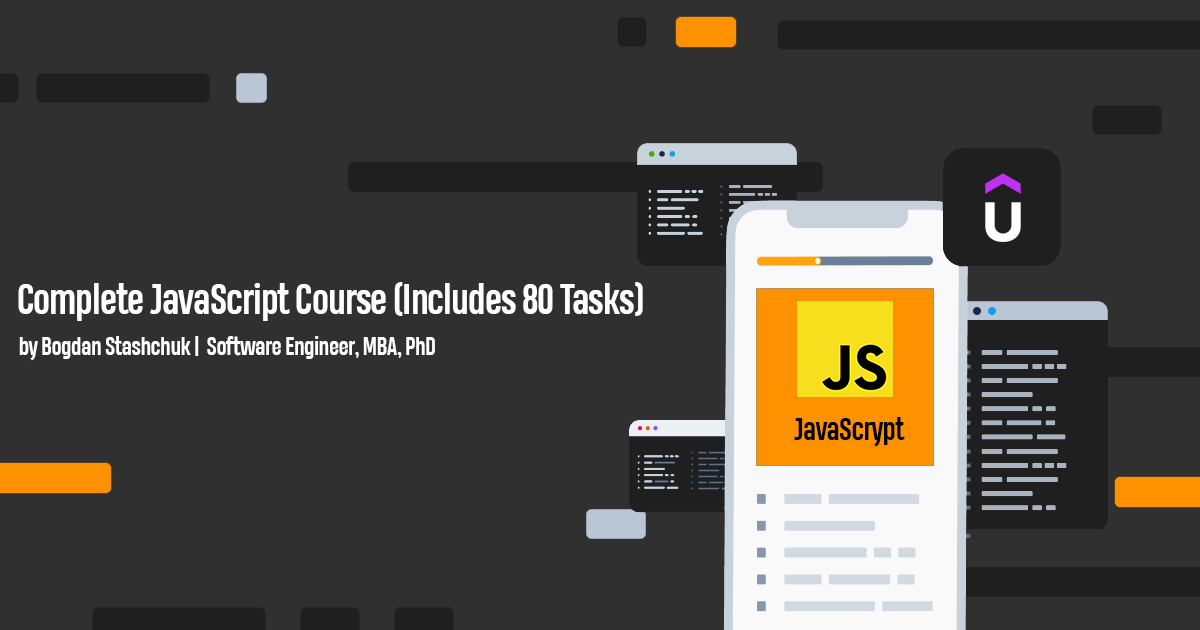 Complete JavaScript Course (Includes 80 Tasks)
by Bogdan Stashchuk | Software Engineer, MBA, PhD
JS
JavaScrypt